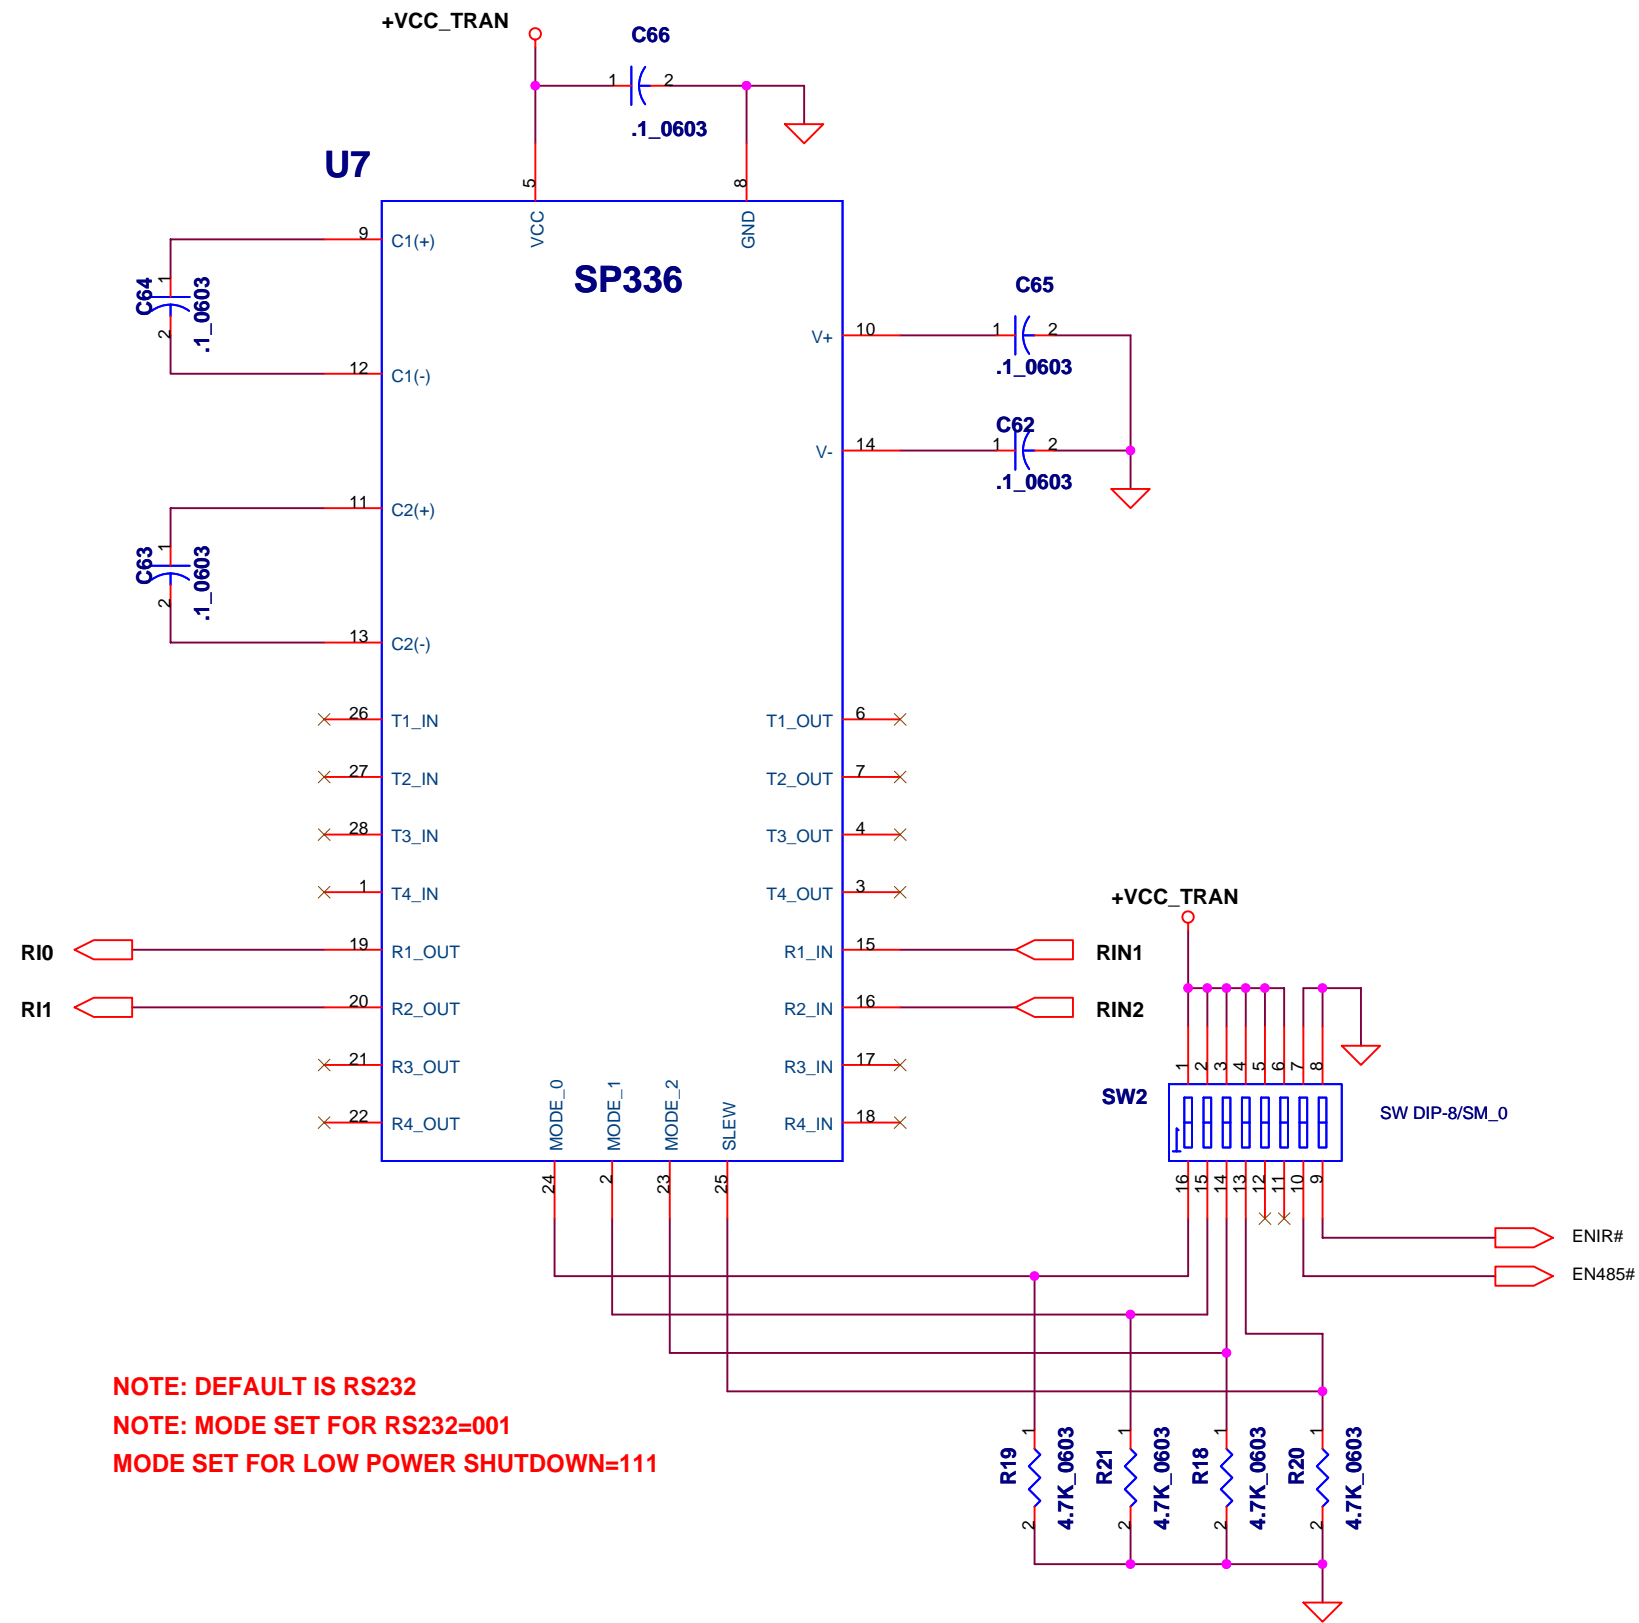 +VCC_TRAN
C66
1
2
.1_0603
U7
5
8
VCC
GND
SP336
9
C1(+)
C64
1
2
.1_0603
12
C1(-)
C65
V+
10
1
2
.1_0603
C62
V-
14
1
2
.1_0603
11
C2(+)
C63
1
2
.1_0603
13
C2(-)
26
T1_IN
T1_OUT
6
27
T2_IN
T2_OUT
7
28
T3_IN
T3_OUT
4
1
T4_IN
T4_OUT
3
+VCC_TRAN
RI0
19
R1_OUT
R1_IN
15
RIN1
RI1
20
R2_OUT
R2_IN
16
RIN2
21
R3_OUT
R3_IN
17
22
R4_OUT
R4_IN
18
MODE_0
MODE_1
MODE_2
SLEW
24
2
23
25
1
2
3
4
5
6
7
8
SW2
SW DIP-8/SM_0
16
15
14
13
12
11
10
9
ENIR#
EN485#
NOTE: DEFAULT IS RS232
NOTE: MODE SET FOR RS232=001
MODE SET FOR LOW POWER SHUTDOWN=111
R19
1
2
4.7K_0603
R21
1
2
4.7K_0603
R18
1
2
4.7K_0603
R20
1
2
4.7K_0603